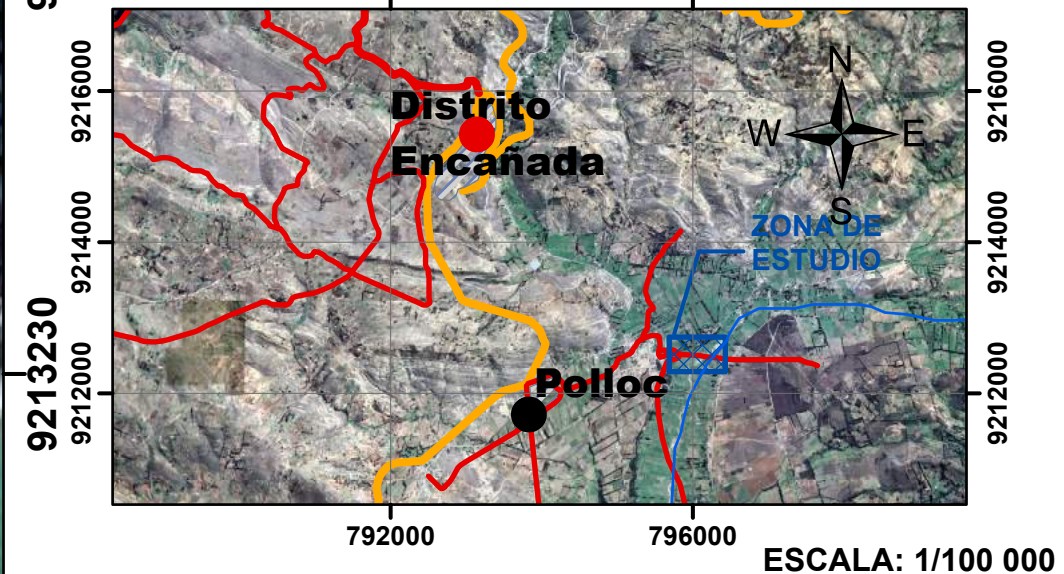 9216000
9214000
9212000
9213230
Distrito
Encañada
Polloc
N
W
E
S
ZONA DE
ESTUDIO
9216000
9214000
9212000
792000
796000
ESCALA: 1/100 000